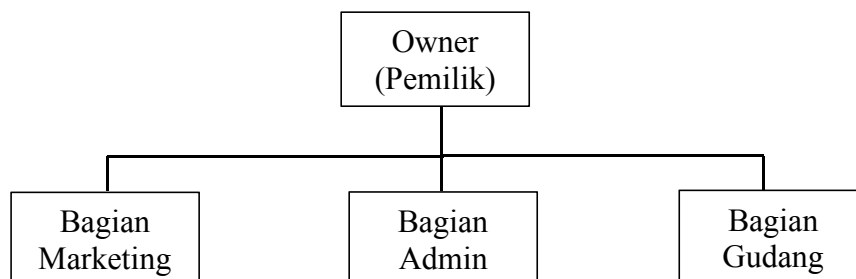 Owner
(Pemilik)
Bagian
Marketing
Bagian
Admin
Bagian
Gudang